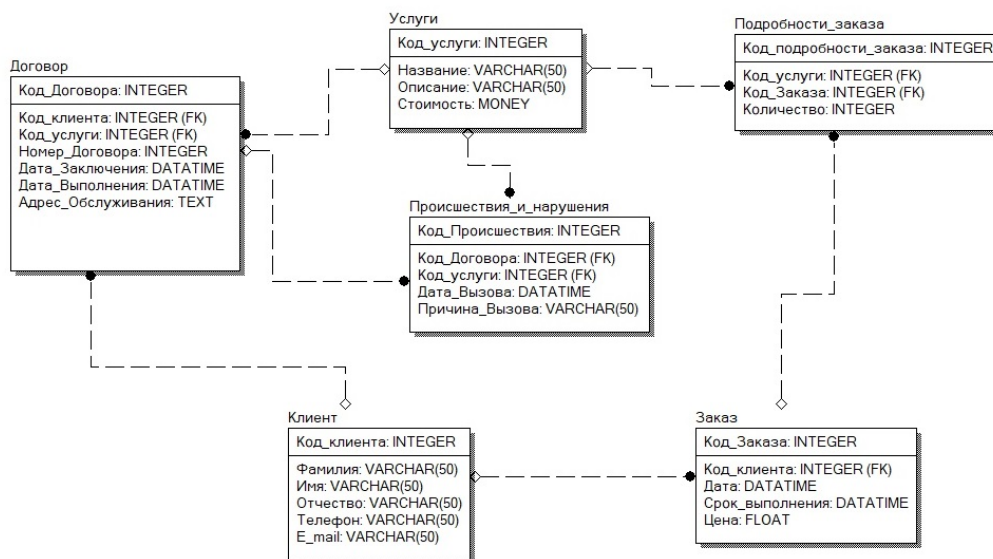 Услуги
Код_услуги: INTEGER
Название: VARCHAR(50)
Описание: VARCHAR(50)
Стоимость: MONEY
Подробности_заказа
Код_подробности_заказа: INTEGER
Код_услуги: INTEGER (FK)
Код_Заказа: INTEGER (FK)
Количество: INTEGER
Договор
Код_Договора: INTEGER
Код_клиента: INTEGER (FK)
Код_услуги: INTEGER (FK)
Номер_Договора: INTEGER
Дата_Заключения: DATATIME
Дата_Выполнения: DATATIME
Адрес_Обслуживания: TEXT
Происшествия_и_нарушения
Код_Происшествия: INTEGER
Код_Договора: INTEGER (FK)
Код_услуги: INTEGER (FK)
Дата_Вызова: DATATIME
Причина_Вызова: VARCHAR(50)
Клиент
Код_клиента: INTEGER
Фамилия: VARCHAR(50)
Имя: VARCHAR(50)
Отчество: VARCHAR(50)
Телефон: VARCHAR(50)
E_mail: VARCHAR(50)
Заказ
Код_Заказа: INTEGER
Код_клиента: INTEGER (FK)
Дата: DATATIME
Срок_выполнения: DATATIME
Цена: FLOAT